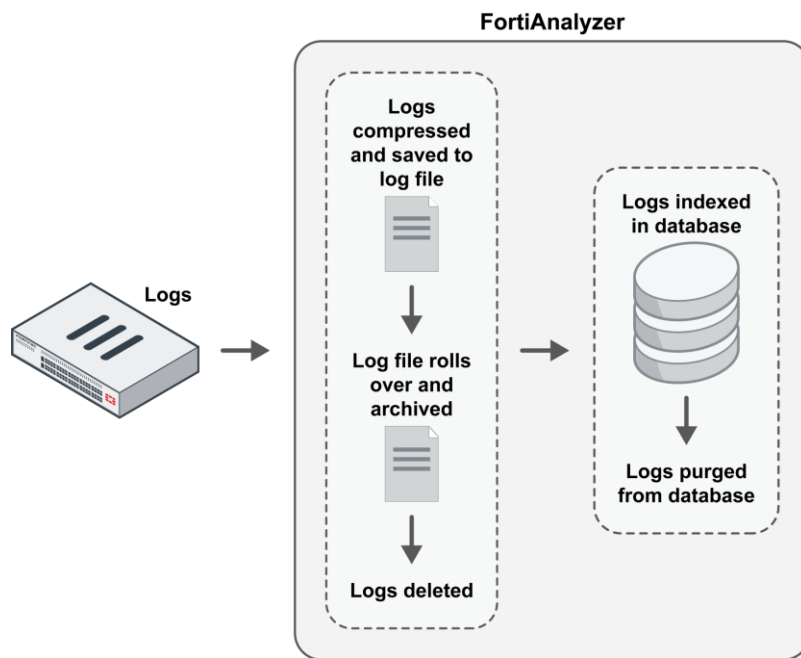 FortiAnalyzer
Logs
Logs
compressed
and saved to
log file
Log file rolls
over and
archived
Logs deleted
Logs indexed
in database
Logs purged
from database